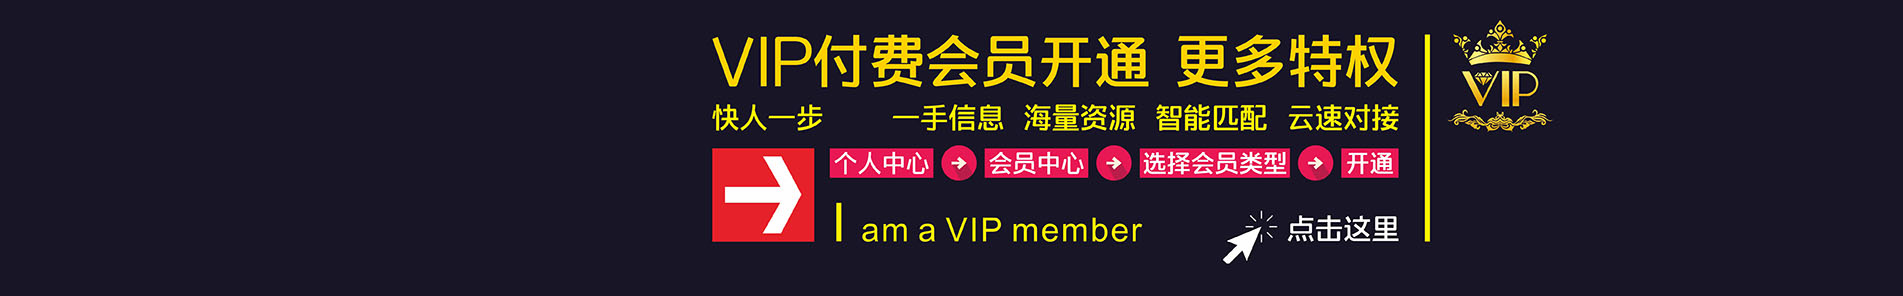 VIP付费会员开通 更多特权
快人一步 一手信息 海量资源 智能匹配 云速对接
个人中心 会员中心 选择会员类型 开通
I am a VIP member 点击这里
VIP